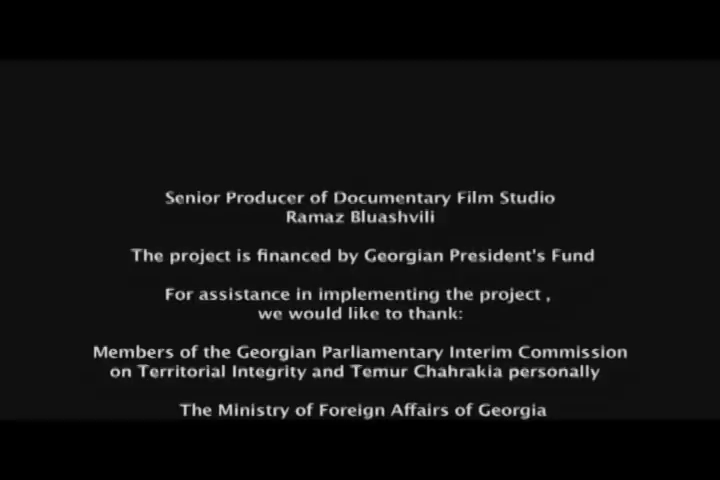 Senior Producer of Documentary Film Studio
Ramaz Bluashvili
The project is financed by Georgian President's Fund
For assistance in implementing the project ,
we would like to thank:
Members of the Georgian Parliamentary Interim Commission
on Territorial Integrity and Temur Chahrakia personally
The Ministry of Foreign Affairs of Georgia